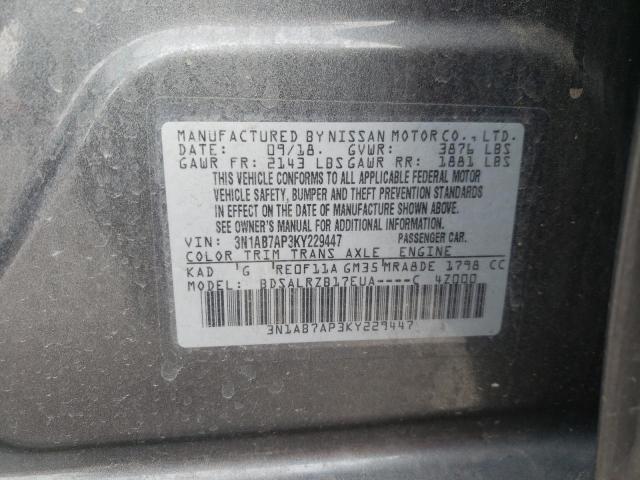 MANUFACTURED BY NISSAN MOTOR CO., LTD.
DATE: 09/18. GVWR: 3876 LBS
GAWR FR: 2143 LBS GAWR RR: 1881 LBS
THIS VEHICLE CONFORMS TO ALL APPLICABLE FEDERAL MOTOR
VEHICLE SAFETY, BUMPER AND THEFT PREVENTION STANDARDS
IN EFFECT ON THE DATE OF MANUFACTURE SHOWN ABOVE.
SEE OWNER'S MANUAL FOR ADDITIONAL INFORMATION.
VIN: 3N1AB7AP3KY229447 PASSENGER CAR.
COLOR TRIM TRANS AXLE ENGINE
KAD 'G RE0F11A GM35 MRA8DE 1798 CC
MODEL: BDSALRZB17EUA----C 4Z000
3N1AB7AP3KY229447